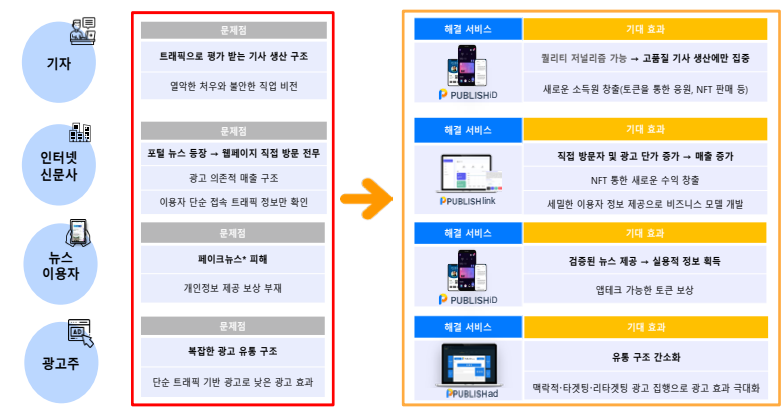 기자
문제점
트래픽으로 평가 받는 기사 생산 구조
열악한 처우와 불안한 직업 비전
해결 서비스
PUBLISHiD
기대 효과
퀄리티 저널리즘 가능 → 고품질 기사 생산에만 집중
새로운 소득원 창출(토큰을 통한 응원, NFT 판매 등)
인터넷
신문사
문제점
포털 뉴스 등장 → 웹페이지 직접 방문 전무
광고 의존적 매출 구조
이용자 단순 접속 트래픽 정보만 확인
해결 서비스
PUBLISHlink
기대 효과
직접 방문자 및 광고 단가 증가 → 매출 증가
NFT 통한 새로운 수익 창출
세밀한 이용자 정보 제공으로 비즈니스 모델 개발
뉴스
이용자
문제점
페이크뉴스* 피해
개인정보 제공 보상 부재
해결 서비스
PUBLISHiD
기대 효과
검증된 뉴스 제공 → 실용적 정보 획득
앱테크 가능한 토큰 보상
AD
광고주
문제점
복잡한 광고 유통 구조
단순 트래픽 기반 광고로 낮은 광고 효과
해결 서비스
PUBLISHad
기대 효과
유통 구조 간소화
맥락적·타겟팅·리타겟팅 광고 집행으로 광고 효과 극대화